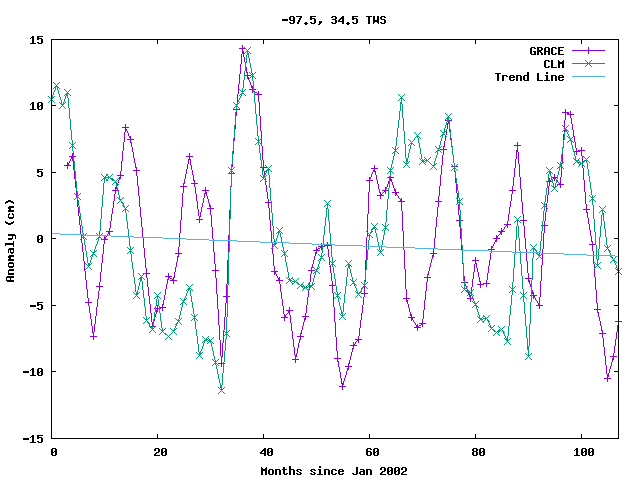 -97.5, 34.5 TWS
15
GRACE
CLM
Trend Line
10
5
0
-5
-10
-15
Anomaly (cm)
0 20 40 60 80 100
Months since Jan 2002